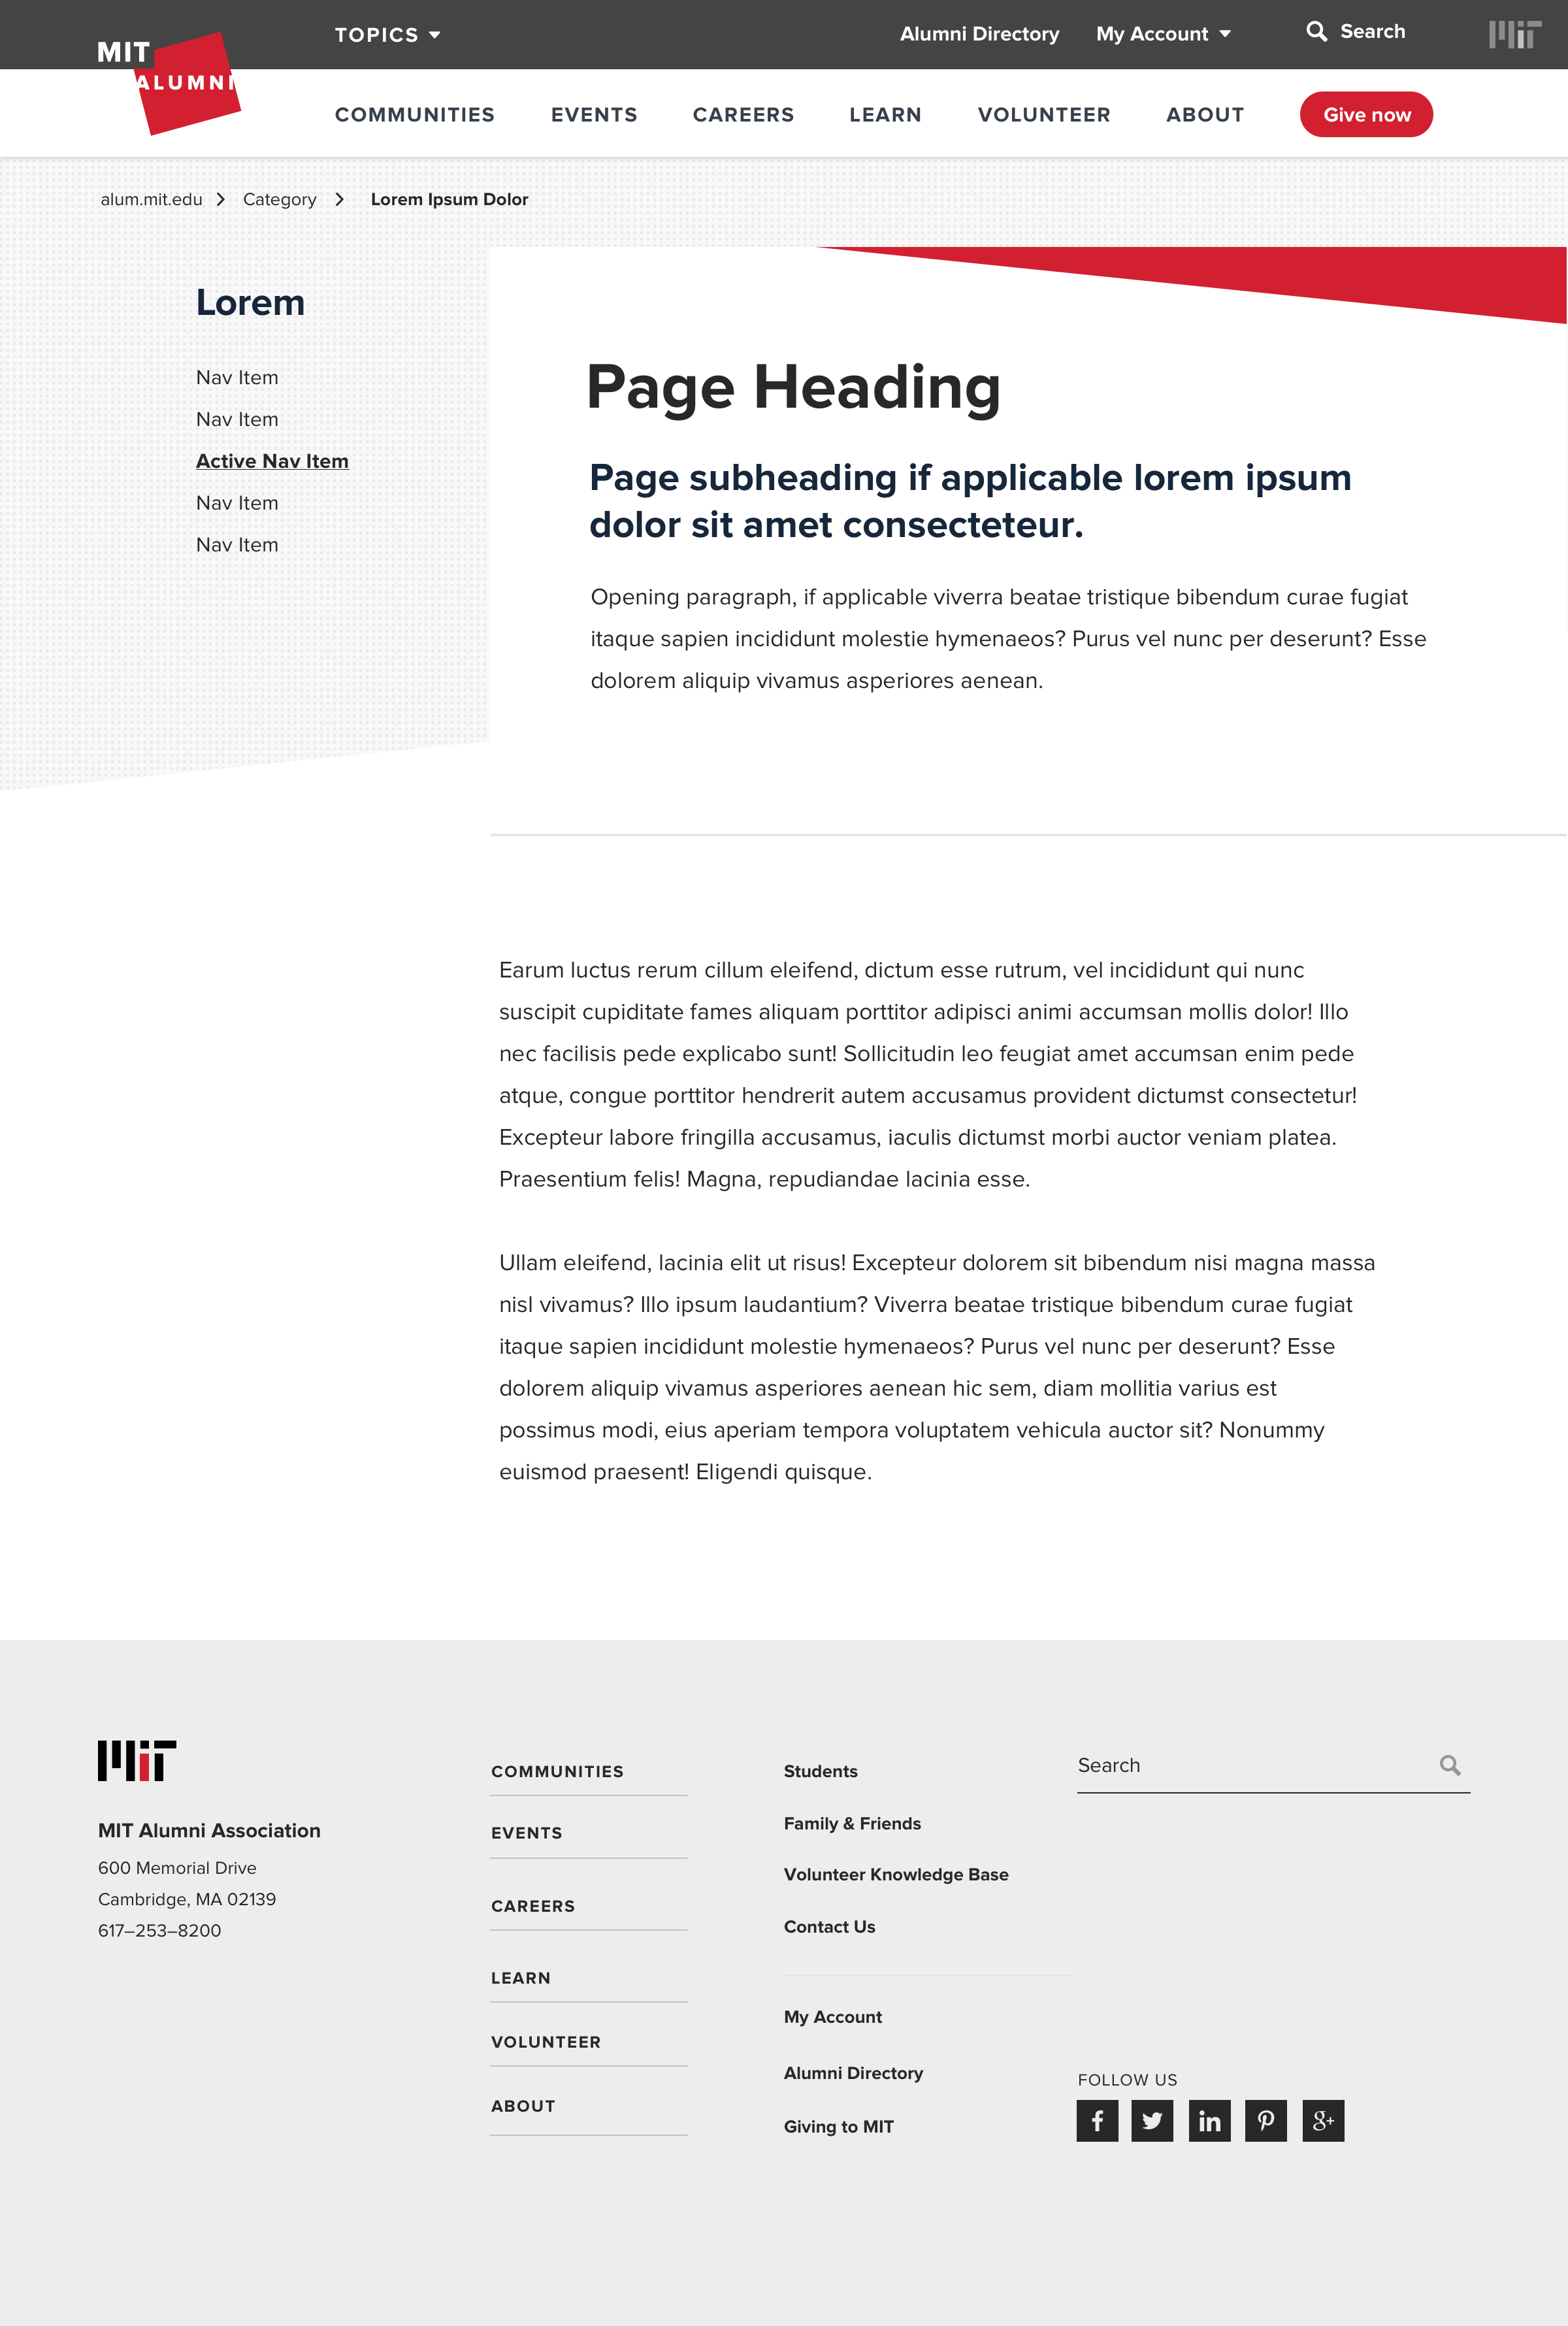 TOPICS
Alumni Directory
My Account
Search
MIT
MIT
ALUMNI
COMMUNITIES
EVENTS
CAREERS
LEARN
VOLUNTEER
ABOUT
Give now
alum.mit.edu
Category
Lorem Ipsum Dolor
Lorem
Nav Item
Nav Item
Active Nav Item
Nav Item
Nav Item
Page Heading
Page subheading if applicable lorem ipsum
dolor sit amet consecteteur.
Opening paragraph, if applicable viverra beatae tristique bibendum curae fugiat
itaque sapien incididunt molestie hymenaeos? Purus vel nunc per deserunt? Esse
dolorem aliquip vivamus asperiores aenean.
Earum luctus rerum cillum eleifend, dictum esse rutrum, vel incididunt qui nunc
suscipit cupiditate fames aliquam porttitor adipisci animi accumsan mollis dolor! Illo
nec facilisis pede explicabo sunt! Sollicitudin leo feugiat amet accumsan enim pede
atque, congue porttitor hendrerit autem accusamus provident dictumst consectetur!
Excepteur labore fringilla accusamus, iaculis dictumst morbi auctor veniam platea.
Praesentium felis! Magna, repudiandae lacinia esse.
Ullam eleifend, lacinia elit ut risus! Excepteur dolorem sit bibendum nisi magna massa
nisl vivamus? Illo ipsum laudantium? Viverra beatae tristique bibendum curae fugiat
itaque sapien incididunt molestie hymenaeos? Purus vel nunc per deserunt? Esse
dolorem aliquip vivamus asperiores aenean hic sem, diam mollitia varius est
possimus modi, eius aperiam tempora voluptatem vehicula auctor sit? Nonummy
euismod praesent! Eligendi quisque.
MIT
MIT Alumni Association
600 Memorial Drive
Cambridge, MA 02139
617–253–8200
COMMUNITIES
EVENTS
CAREERS
LEARN
VOLUNTEER
ABOUT
Students
Family & Friends
Volunteer Knowledge Base
Contact Us
My Account
Alumni Directory
Giving to MIT
Search
FOLLOW US
f
in
g+